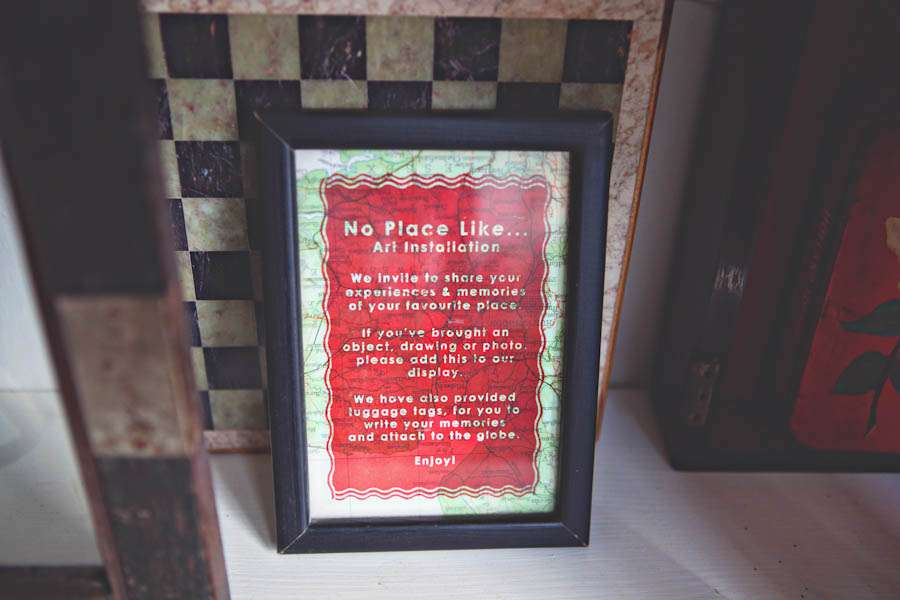 No Place Like...
Art Installation
We invite to share your
experiences & memories
of your favourite place.
If you've brought an
object, drawing or photo,
please add this to our
display.
We have also provided
luggage tags, for you to
write your memories
and attach to the globe.
Enjoy!